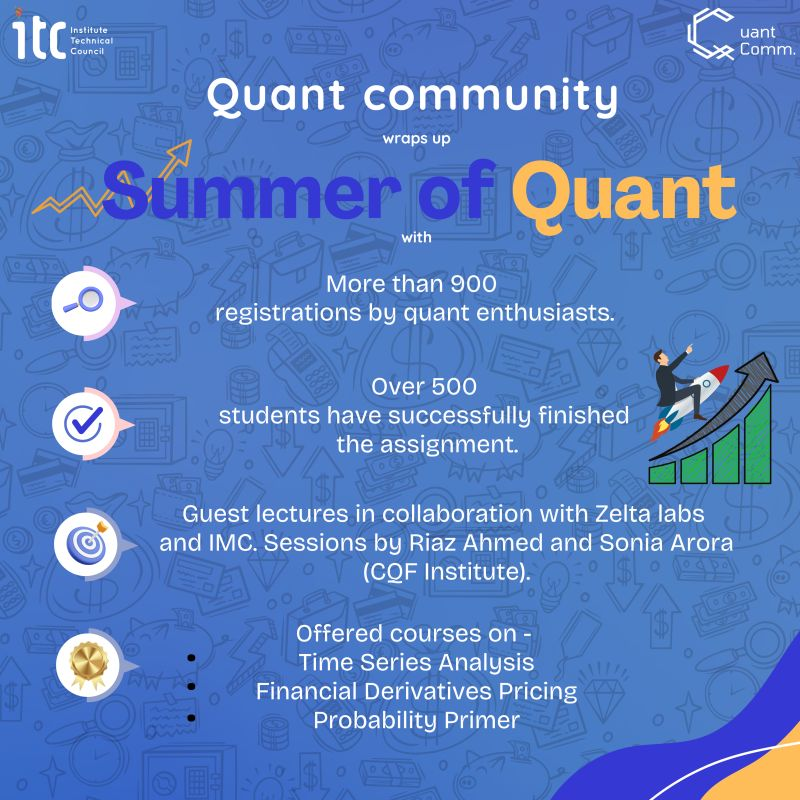 itc Institute
Technical
Council
uant
Comm.
Quant community
wraps up
Summer of Quant
with
More than 900
registrations by quant enthusiasts.
Over 500
students have successfully finished
the assignment.
Guest lectures in collaboration with Zelta labs
and IMC. Sessions by Riaz Ahmed and Sonia Arora
(CQF Institute).
Offered courses on -
• Time Series Analysis
• Financial Derivatives Pricing
• Probability Primer